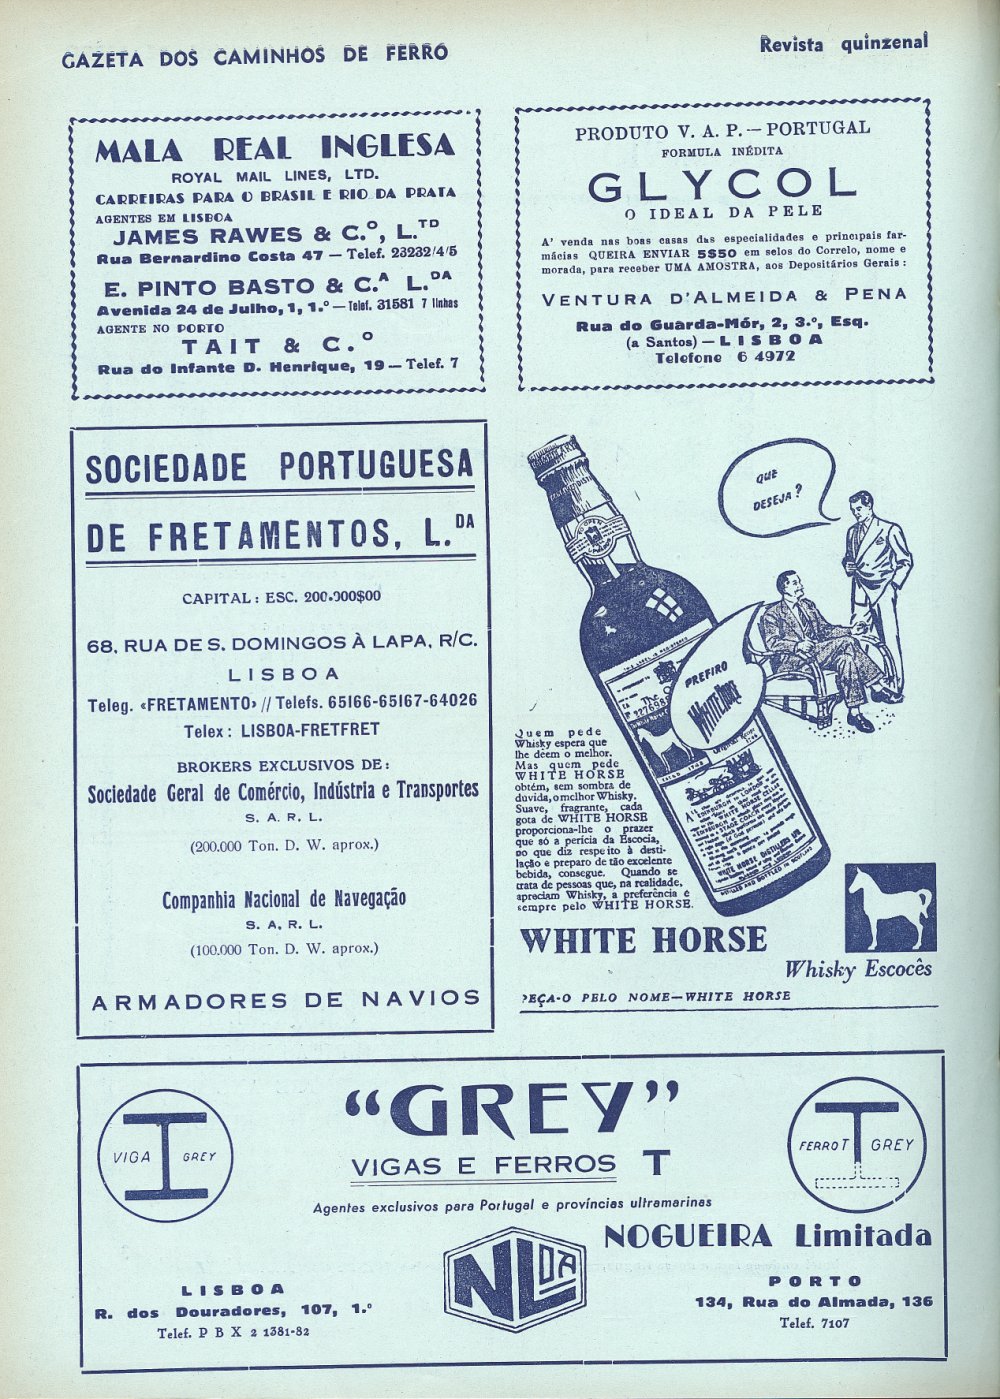 GAZETA DOS CAMINHOS DE FERRO
Revista quinzenal
MALA REAL INGLESA
ROYAL MAIL LINES, LTD.
CARREIRAS PARA O BRASIL E RIO DA PRATA
AGENTES EM LISBOA
JAMES RAWES & C.º, L.TD
Rua Bernardino Costa 47 — Telef. 23232/4/5
E. PINTO BASTO & C.A L.DA
Avenida 24 de Julho, 1, 1.º — Telef. 31581 7 linhas
AGENTE NO PORTO
TAIT & C.º
Rua do Infante D. Henrique, 19 — Telef. 7
PRODUTO V. A. P. — PORTUGAL
FORMULA INÉDITA
GLYCOL
O IDEAL DA PELE
A' venda nas boas casas das especialidades e principais far-
mácias QUEIRA ENVIAR 5$50 em selos do Correlo, nome e
morada, para receber UMA AMOSTRA, aos Depositários Gerais:
VENTURA D'ALMEIDA & PENA
Rua do Guarda-Mór, 2, 3.º, Esq.
(a Santos) — LISBOA
Telefone 6 4972
SOCIEDADE PORTUGUESA
DE FRETAMENTOS, L.DA
CAPITAL: ESC. 200.000$00
68, RUA DE S. DOMINGOS À LAPA, R/C.
LISBOA
Teleg. «FRETAMENTO» // Telefs. 65166-65167-64026
Telex: LISBOA-FRETFRET
BROKERS EXCLUSIVOS DE:
Sociedade Geral de Comércio, Indústria e Transportes
S. A. R. L.
(200.000 Ton. D. W. aprox.)
Companhia Nacional de Navegação
S. A. R. L.
(100.000 Ton. D. W. aprox.)
ARMADORES DE NAVIOS
QUE
DESEJA?
PREFIRO
WHITE HORSE
Quem pede
Whisky espera que
lhe dêem o melhor.
Mas quem pede
WHITE HORSE
obtém, sem sombra de
duvida, o melhor Whisky.
Suave, fragrante, cada
gota de WHITE HORSE
proporciona-lhe o prazer
que só a perícia da Escocia,
no que diz respeito à desti-
lação e preparo de tão excelente
bebida, consegue. Quando se
trata de pessoas que, na realidade,
apreciam Whisky, a preferência é
sempre pelo WHITE HORSE.
WHITE HORSE DISTILLERS LTD
WHITE HORSE
Whisky Escocês
PEÇA-O PELO NOME — WHITE HORSE
"GREY"
VIGA GREY
VIGAS E FERROS T
FERRO T GREY
Agentes exclusivos para Portugal e províncias ultramarinas
NLDA
NOGUEIRA Limitada
LISBOA
R. dos Douradores, 107, 1.º
Telef. P B X 2 1381-82
PORTO
134, Rua do Almada, 136
Telef. 7107